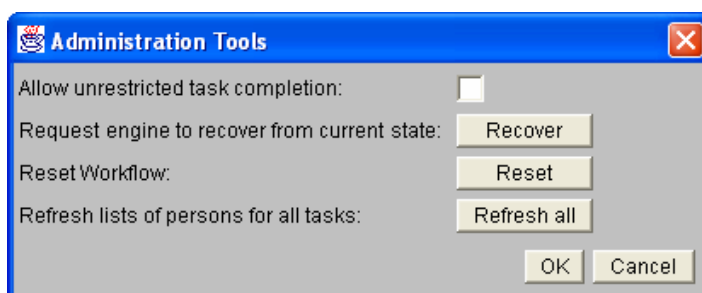 Administration Tools
Allow unrestricted task completion:
Request engine to recover from current state: Recover
Reset Workflow: Reset
Refresh lists of persons for all tasks: Refresh all
OK Cancel